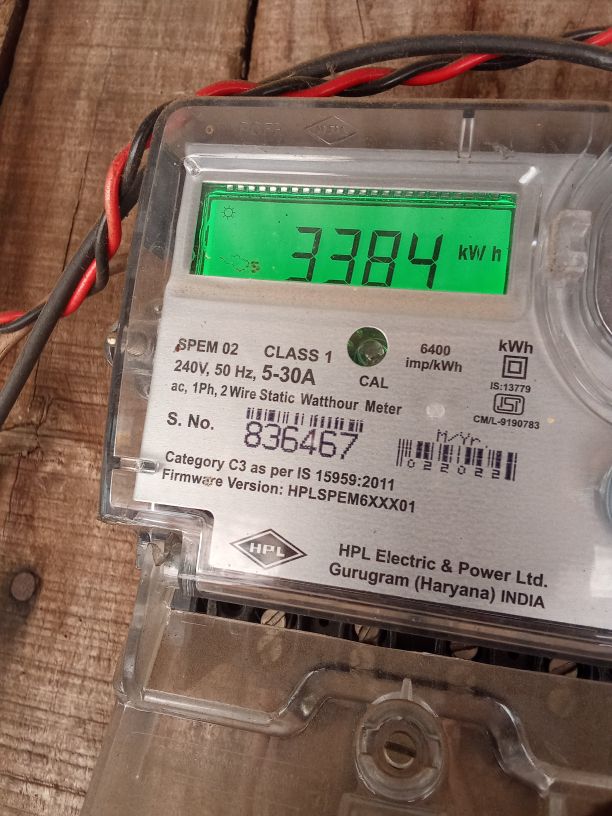 3384 kW h
SPEM 02 CLASS 1
240V, 50 Hz, 5-30A
ac, 1Ph, 2 Wire Static Watthour Meter
CAL
6400
imp/kWh
kWh
IS:13779
ISI
CM/L-9190783
S. No. 836467
M/Yr.
022022
Category C3 as per IS 15959:2011
Firmware Version: HPLSPEM6XXX01
HPL
HPL Electric & Power Ltd.
Gurugram (Haryana) INDIA